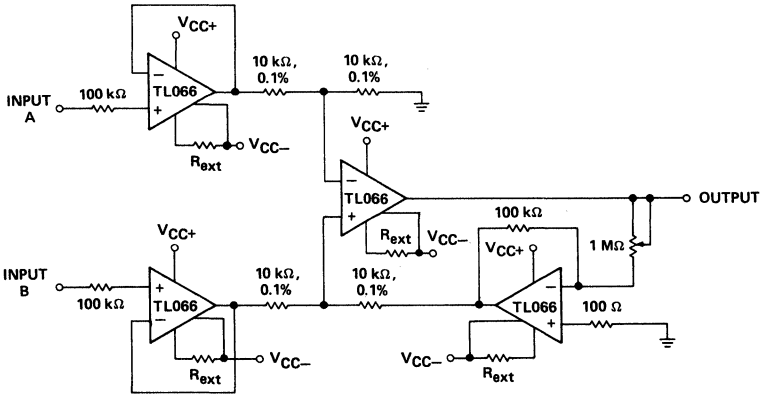 VCC+
10 kΩ,
0.1%
10 kΩ,
0.1%
INPUT
A
100 kΩ
−
TL066
+
Rext
VCC−
VCC+
−
TL066
+
Rext
VCC−
OUTPUT
100 kΩ
1 MΩ
VCC+
INPUT
B
100 kΩ
VCC+
+
TL066
−
10 kΩ,
0.1%
10 kΩ,
0.1%
VCC+
−
TL066
+
100 Ω
Rext
VCC−
VCC−
Rext